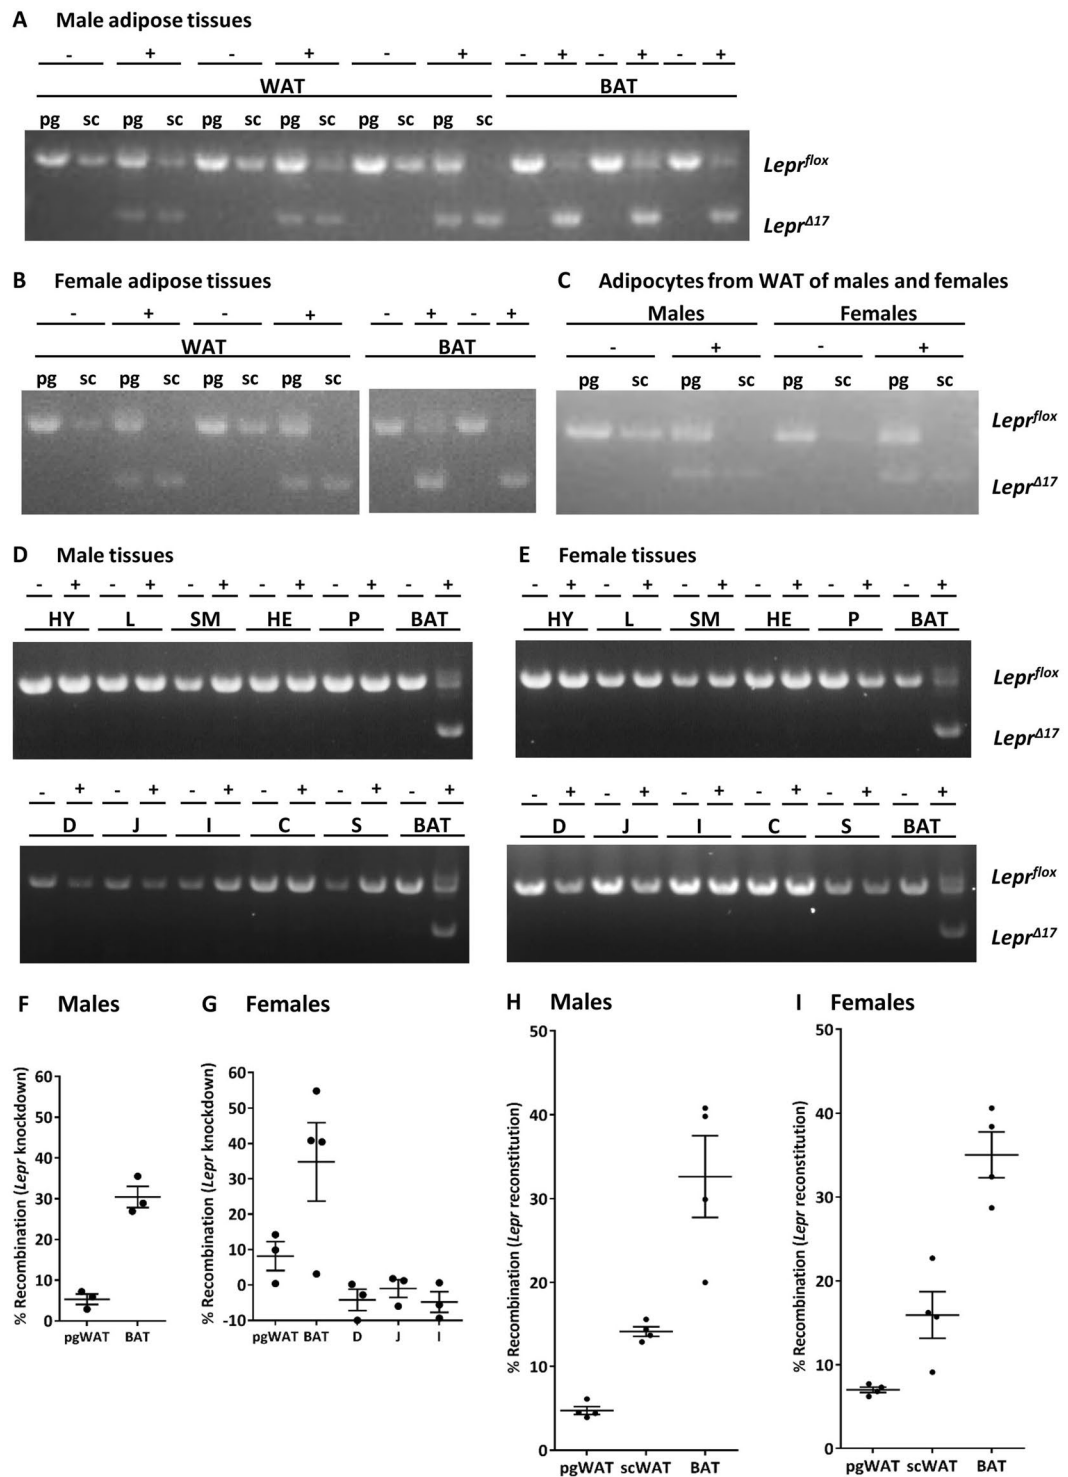 A Male adipose tissues
- + - + - + - + - + - +
WAT BAT
pg sc pg sc pg sc pg sc pg sc pg sc
Lepr^flox
Lepr^Δ17
B Female adipose tissues
- + - + - + - +
WAT BAT
pg sc pg sc pg sc pg sc
C Adipocytes from WAT of males and females
Males Females
- + - +
pg sc pg sc pg sc pg sc
Lepr^flox
Lepr^Δ17
D Male tissues
- + - + - + - + - + - +
HY L SM HE P BAT
- + - + - + - + - + - +
D J I C S BAT
E Female tissues
- + - + - + - + - + - +
HY L SM HE P BAT
Lepr^flox
Lepr^Δ17
- + - + - + - + - + - +
D J I C S BAT
Lepr^flox
Lepr^Δ17
F Males
% Recombination (Lepr knockdown)
60
50
40
30
20
10
0
pgWAT BAT
G Females
% Recombination (Lepr knockdown)
60
50
40
30
20
10
0
-10
pgWAT BAT D J I
H Males
% Recombination (Lepr reconstitution)
50
40
30
20
10
0
pgWAT scWAT BAT
I Females
% Recombination (Lepr reconstitution)
50
40
30
20
10
0
pgWAT scWAT BAT